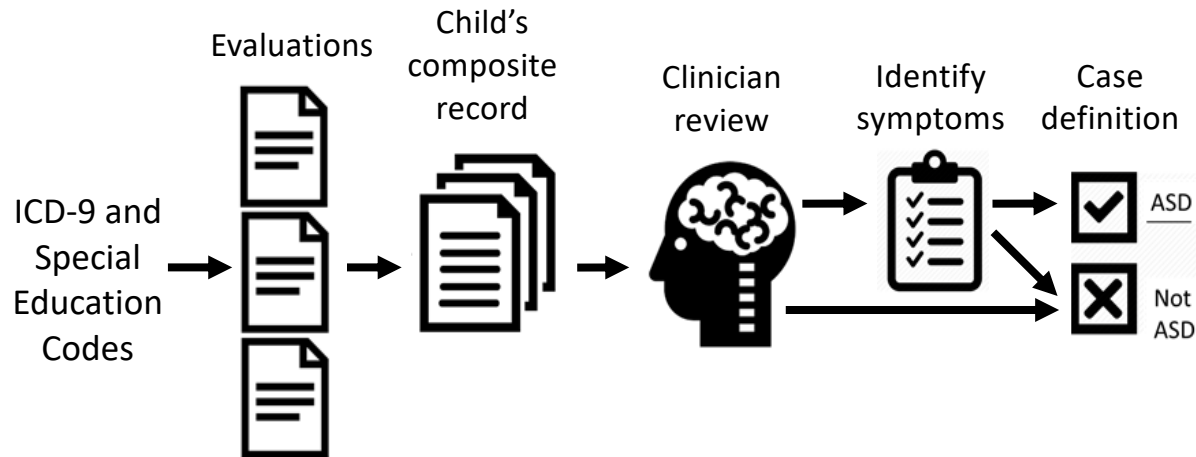 Evaluations
Child's
composite
record
Clinician
review
Identify
symptoms
Case
definition
ICD-9 and
Special
Education
Codes
ASD
Not
ASD